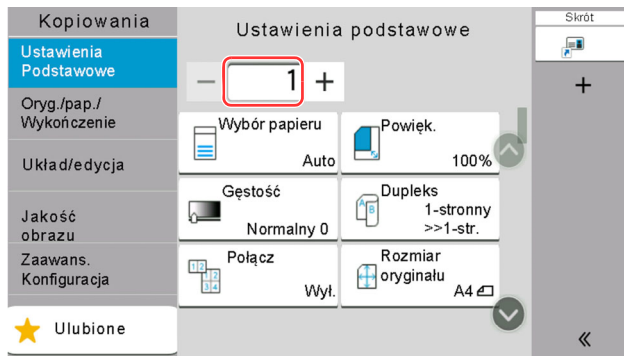 Kopiowania
Ustawienia
Podstawowe
Oryg./pap./
Wykończenie
Układ/edycja
Jakość
obrazu
Zaawans.
Konfiguracja
Ulubione
Ustawienia podstawowe
− 1 +
Wybór papieru
Auto
Powięk.
100%
Gęstość
Normalny 0
Dupleks
1-stronny
>>1-str.
Połącz
Wył.
Rozmiar
oryginału
A4
Skrót
+
«